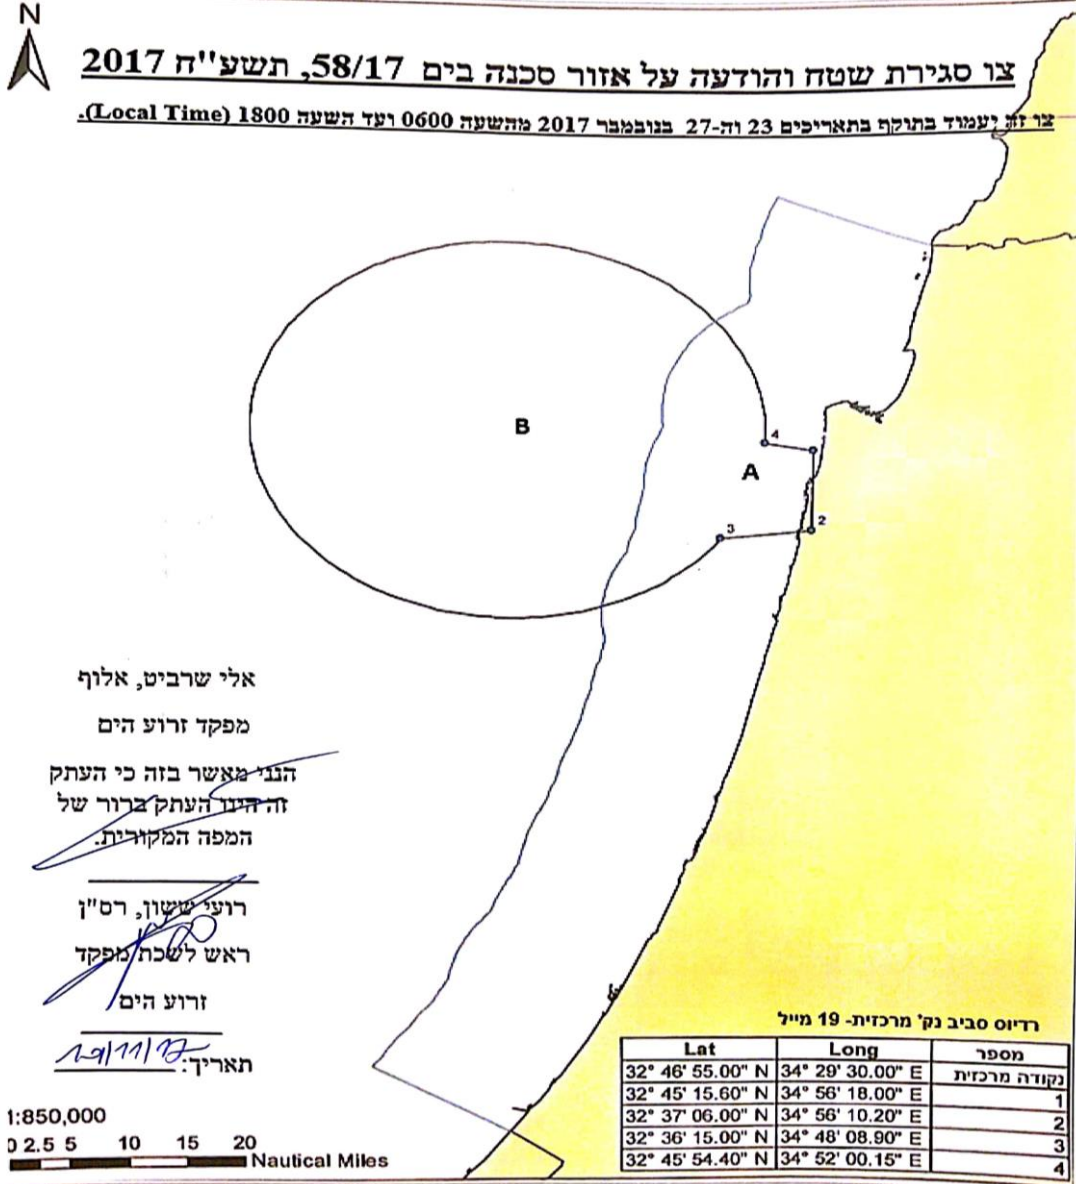 N
צו סגירת שטח והודעה על אזור סכנה בים 58/17, תשע''ח 2017
צו זה יעמוד בתוקף בתאריכים 23 וה-27 בנובמבר 2017 מהשעה 0600 ועד השעה 1800 (Local Time).
B
4
A
2
3
אלי שרביט, אלוף
מפקד זרוע הים
הנני מאשר בזה כי העתק
זה הינו העתק ברור של
המפה המקורית.
רועי ששון, רס"ן
ראש לשכת מפקד
זרוע הים
תאריך:
רדיוס סביב נק' מרכזית- 19 מייל
Lat Long מספר
32° 46' 55.00" N 34° 29' 30.00" E נקודה מרכזית
32° 45' 15.60" N 34° 56' 18.00" E 1
32° 37' 06.00" N 34° 56' 10.20" E 2
32° 36' 15.00" N 34° 48' 08.90" E 3
32° 45' 54.40" N 34° 52' 00.15" E 4
1:850,000
0 2.5 5 10 15 20
Nautical Miles